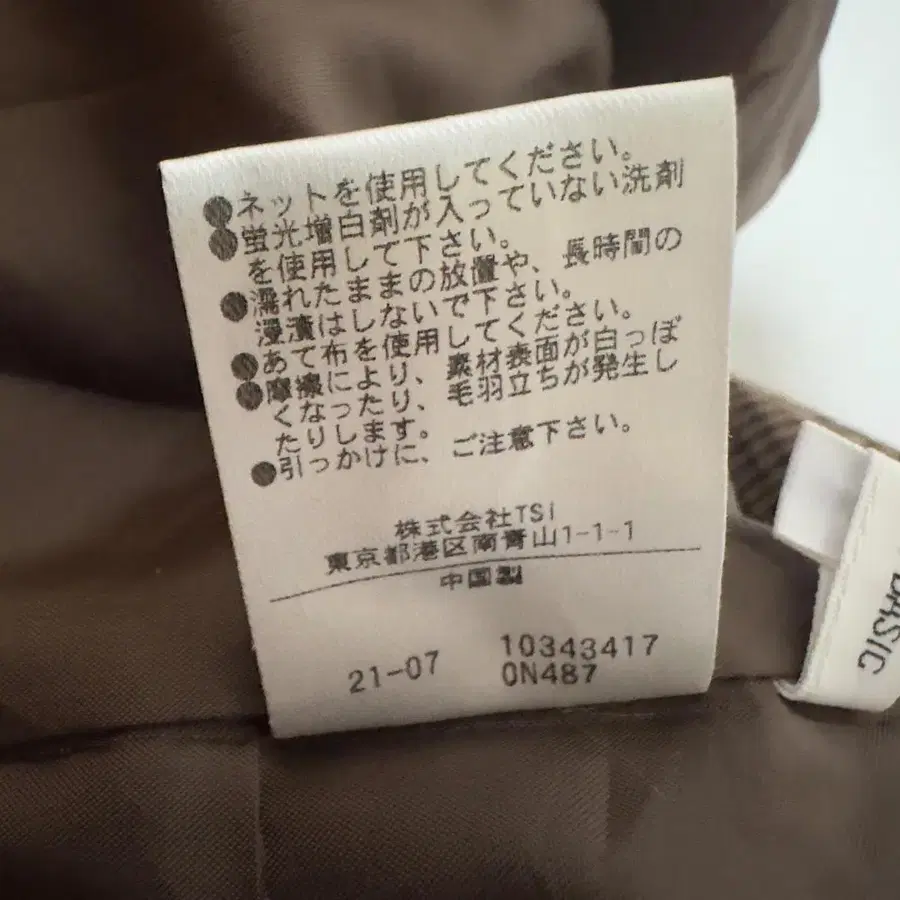 ●ネットを使用してください。
●蛍光増白剤が入っていない洗剤
を使用して下さい。
●濡れたままの放置や、長時間の
浸漬はしないで下さい。
●あて布を使用してください。
●摩擦により、素材表面が白っぽ
くなったり、毛羽立ちが発生し
たりします。
●引っかけに、ご注意下さい。
株式会社TSI
東京都港区南青山1-1-1
中国製
21-07 10343417
0N487
BASIC